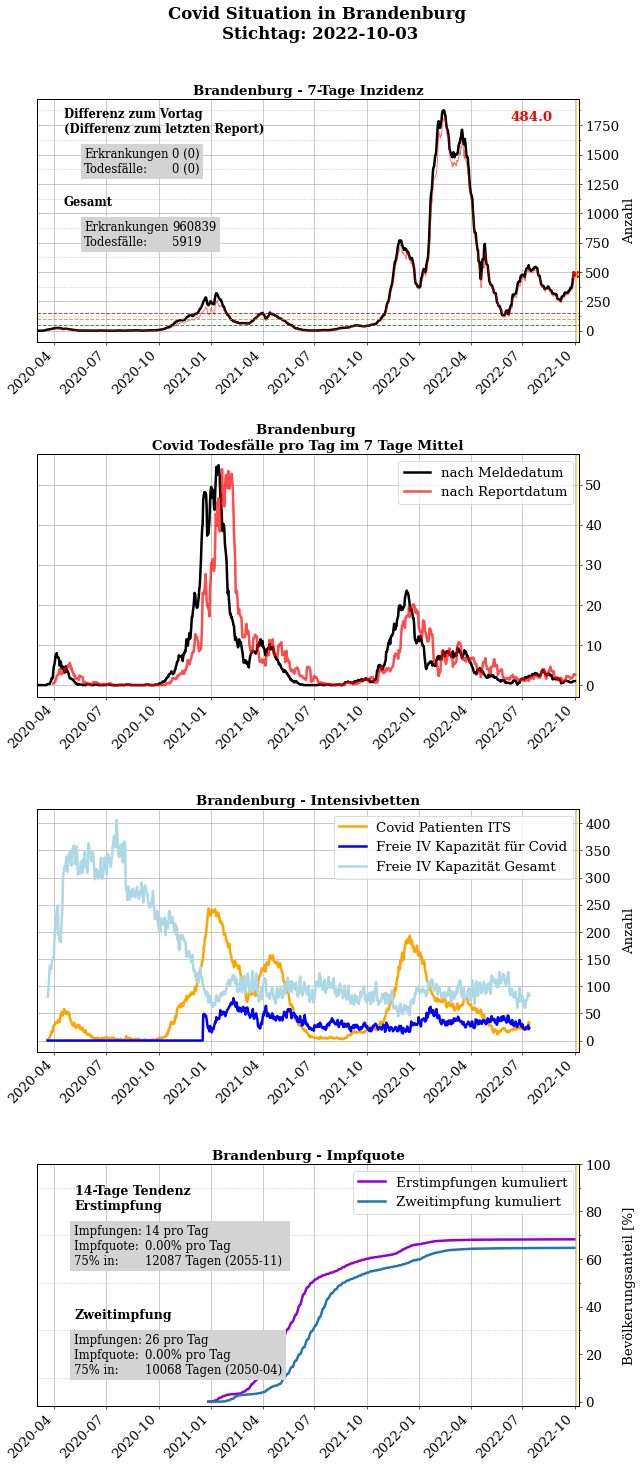 Covid Situation in Brandenburg
Stichtag: 2022-10-03
Brandenburg - 7-Tage Inzidenz
Differenz zum Vortag
(Differenz zum letzten Report)
Erkrankungen 0 (0)
Todesfälle: 0 (0)
Gesamt
Erkrankungen 960839
Todesfälle: 5919
484.0
1750
1500
1250
1000
750
500
250
0
Anzahl
2020-04
2020-07
2020-10
2021-01
2021-04
2021-07
2021-10
2022-01
2022-04
2022-07
2022-10
Brandenburg
Covid Todesfälle pro Tag im 7 Tage Mittel
nach Meldedatum
nach Reportdatum
50
40
30
20
10
0
2020-04
2020-07
2020-10
2021-01
2021-04
2021-07
2021-10
2022-01
2022-04
2022-07
2022-10
Brandenburg - Intensivbetten
Covid Patienten ITS
Freie IV Kapazität für Covid
Freie IV Kapazität Gesamt
400
350
300
250
200
150
100
50
0
Anzahl
2020-04
2020-07
2020-10
2021-01
2021-04
2021-07
2021-10
2022-01
2022-04
2022-07
2022-10
Brandenburg - Impfquote
14-Tage Tendenz
Erstimpfung
Impfungen: 14 pro Tag
Impfquote: 0.00% pro Tag
75% in: 12087 Tagen (2055-11)
Zweitimpfung
Impfungen: 26 pro Tag
Impfquote: 0.00% pro Tag
75% in: 10068 Tagen (2050-04)
Erstimpfungen kumuliert
Zweitimpfung kumuliert
100
80
60
40
20
0
Bevölkerungsanteil [%]
2020-04
2020-07
2020-10
2021-01
2021-04
2021-07
2021-10
2022-01
2022-04
2022-07
2022-10